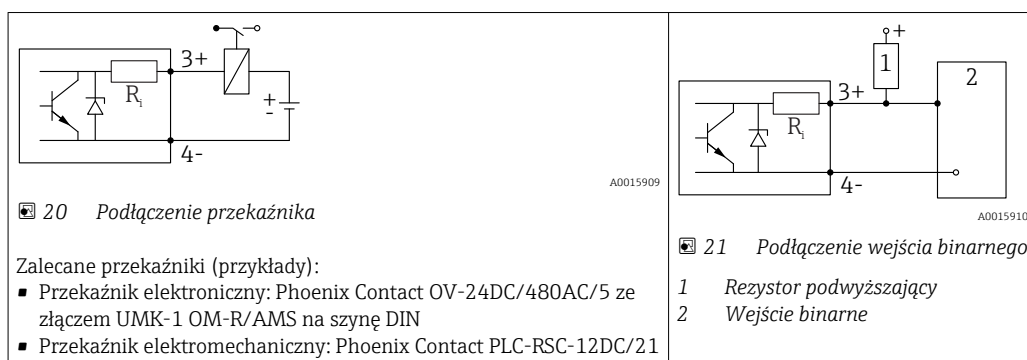 3+
R_i
+
-
4-
A0015909
20 Podłączenie przekaźnika
Zalecane przekaźniki (przykłady):
▪ Przekaźnik elektroniczny: Phoenix Contact OV-24DC/480AC/5 ze
złączem UMK-1 OM-R/AMS na szynę DIN
▪ Przekaźnik elektromechaniczny: Phoenix Contact PLC-RSC-12DC/21
+
1
2
3+
R_i
4-
A0015910
21 Podłączenie wejścia binarnego
1 Rezystor podwyższający
2 Wejście binarne